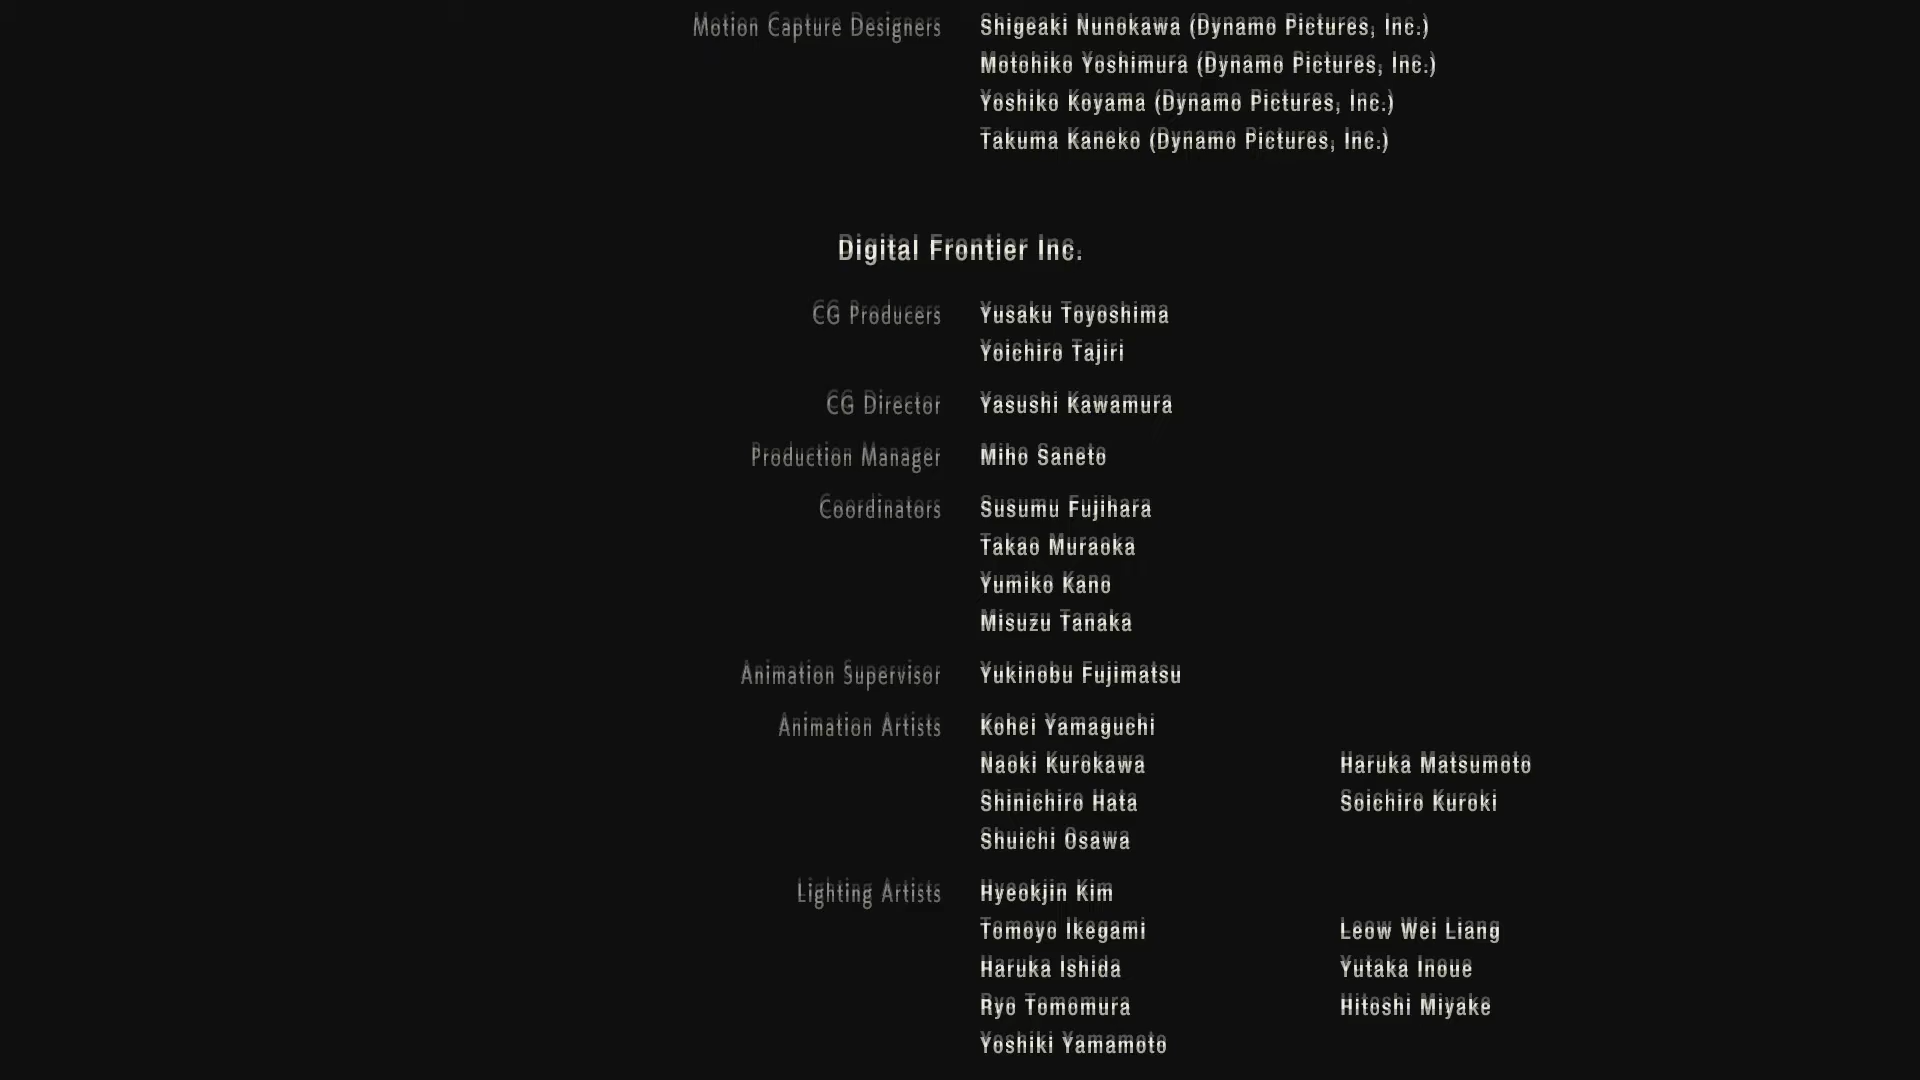 Motion Capture Designers Shigeaki Nunokawa (Dynamo Pictures, Inc.)
Motohiko Yoshimura (Dynamo Pictures, Inc.)
Yoshiko Koyama (Dynamo Pictures, Inc.)
Takuma Kaneko (Dynamo Pictures, Inc.)
Digital Frontier Inc.
CG Producers Yusaku Toyoshima
Yoichiro Tajiri
CG Director Yasushi Kawamura
Production Manager Miho Saneto
Coordinators Susumu Fujihara
Takao Muraoka
Yumiko Kano
Misuzu Tanaka
Animation Supervisor Yukinobu Fujimatsu
Animation Artists Kohei Yamaguchi
Naoki Kurokawa Haruka Matsumoto
Shinichiro Hata Soichiro Kuroki
Shuichi Osawa
Lighting Artists Hyeokjin Kim
Tomoyo Ikegami Leow Wei Liang
Haruka Ishida Yutaka Inoue
Ryo Tomomura Hitoshi Miyake
Yoshiki Yamamoto